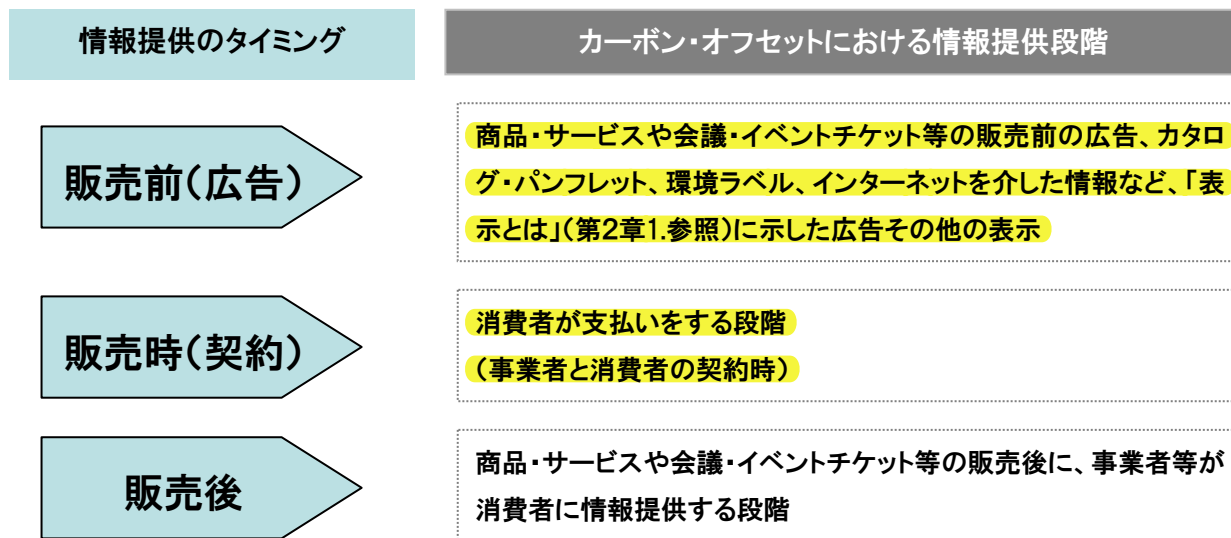 情報提供のタイミング
カーボン・オフセットにおける情報提供段階
販売前(広告)
商品・サービスや会議・イベントチケット等の販売前の広告、カタロ
グ・パンフレット、環境ラベル、インターネットを介した情報など、「表
示とは」(第2章1.参照)に示した広告その他の表示
販売時(契約)
消費者が支払いをする段階
(事業者と消費者の契約時)
販売後
商品・サービスや会議・イベントチケット等の販売後に、事業者等が
消費者に情報提供する段階